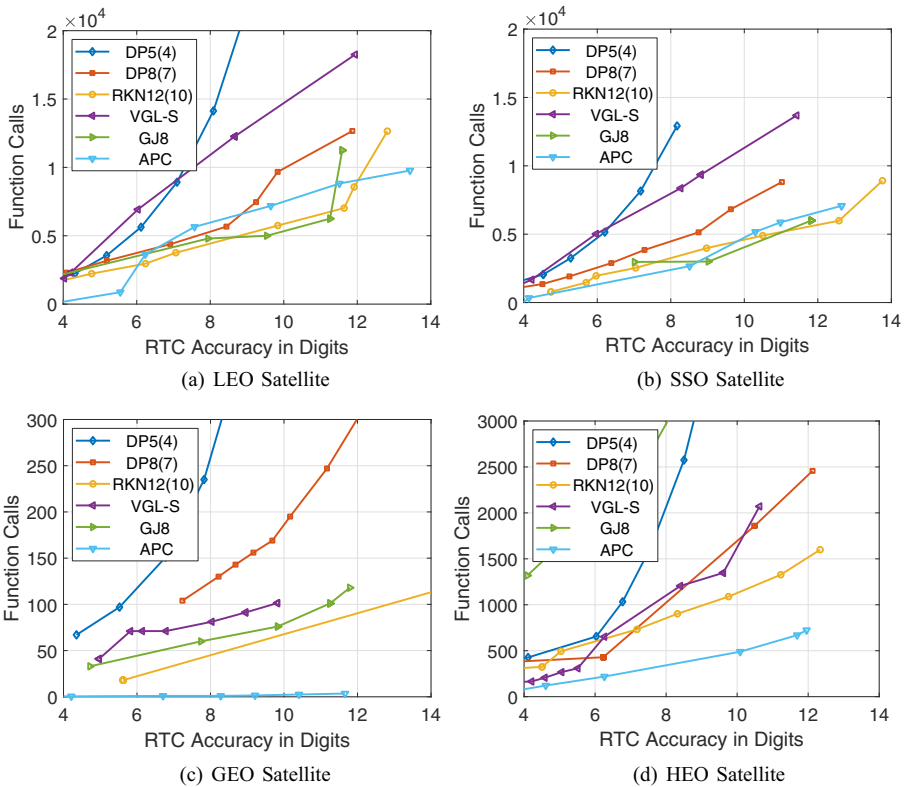 ×10⁴
2
1.5
1
0.5
0
Function Calls
DP5(4)
DP8(7)
RKN12(10)
VGL-S
GJ8
APC
4 6 8 10 12 14
RTC Accuracy in Digits
(a) LEO Satellite
×10⁴
2
1.5
1
0.5
0
Function Calls
DP5(4)
DP8(7)
RKN12(10)
VGL-S
GJ8
APC
4 6 8 10 12 14
RTC Accuracy in Digits
(b) SSO Satellite
300
250
200
150
100
50
0
Function Calls
DP5(4)
DP8(7)
RKN12(10)
VGL-S
GJ8
APC
4 6 8 10 12 14
RTC Accuracy in Digits
(c) GEO Satellite
3000
2500
2000
1500
1000
500
0
Function Calls
DP5(4)
DP8(7)
RKN12(10)
VGL-S
GJ8
APC
4 6 8 10 12 14
RTC Accuracy in Digits
(d) HEO Satellite